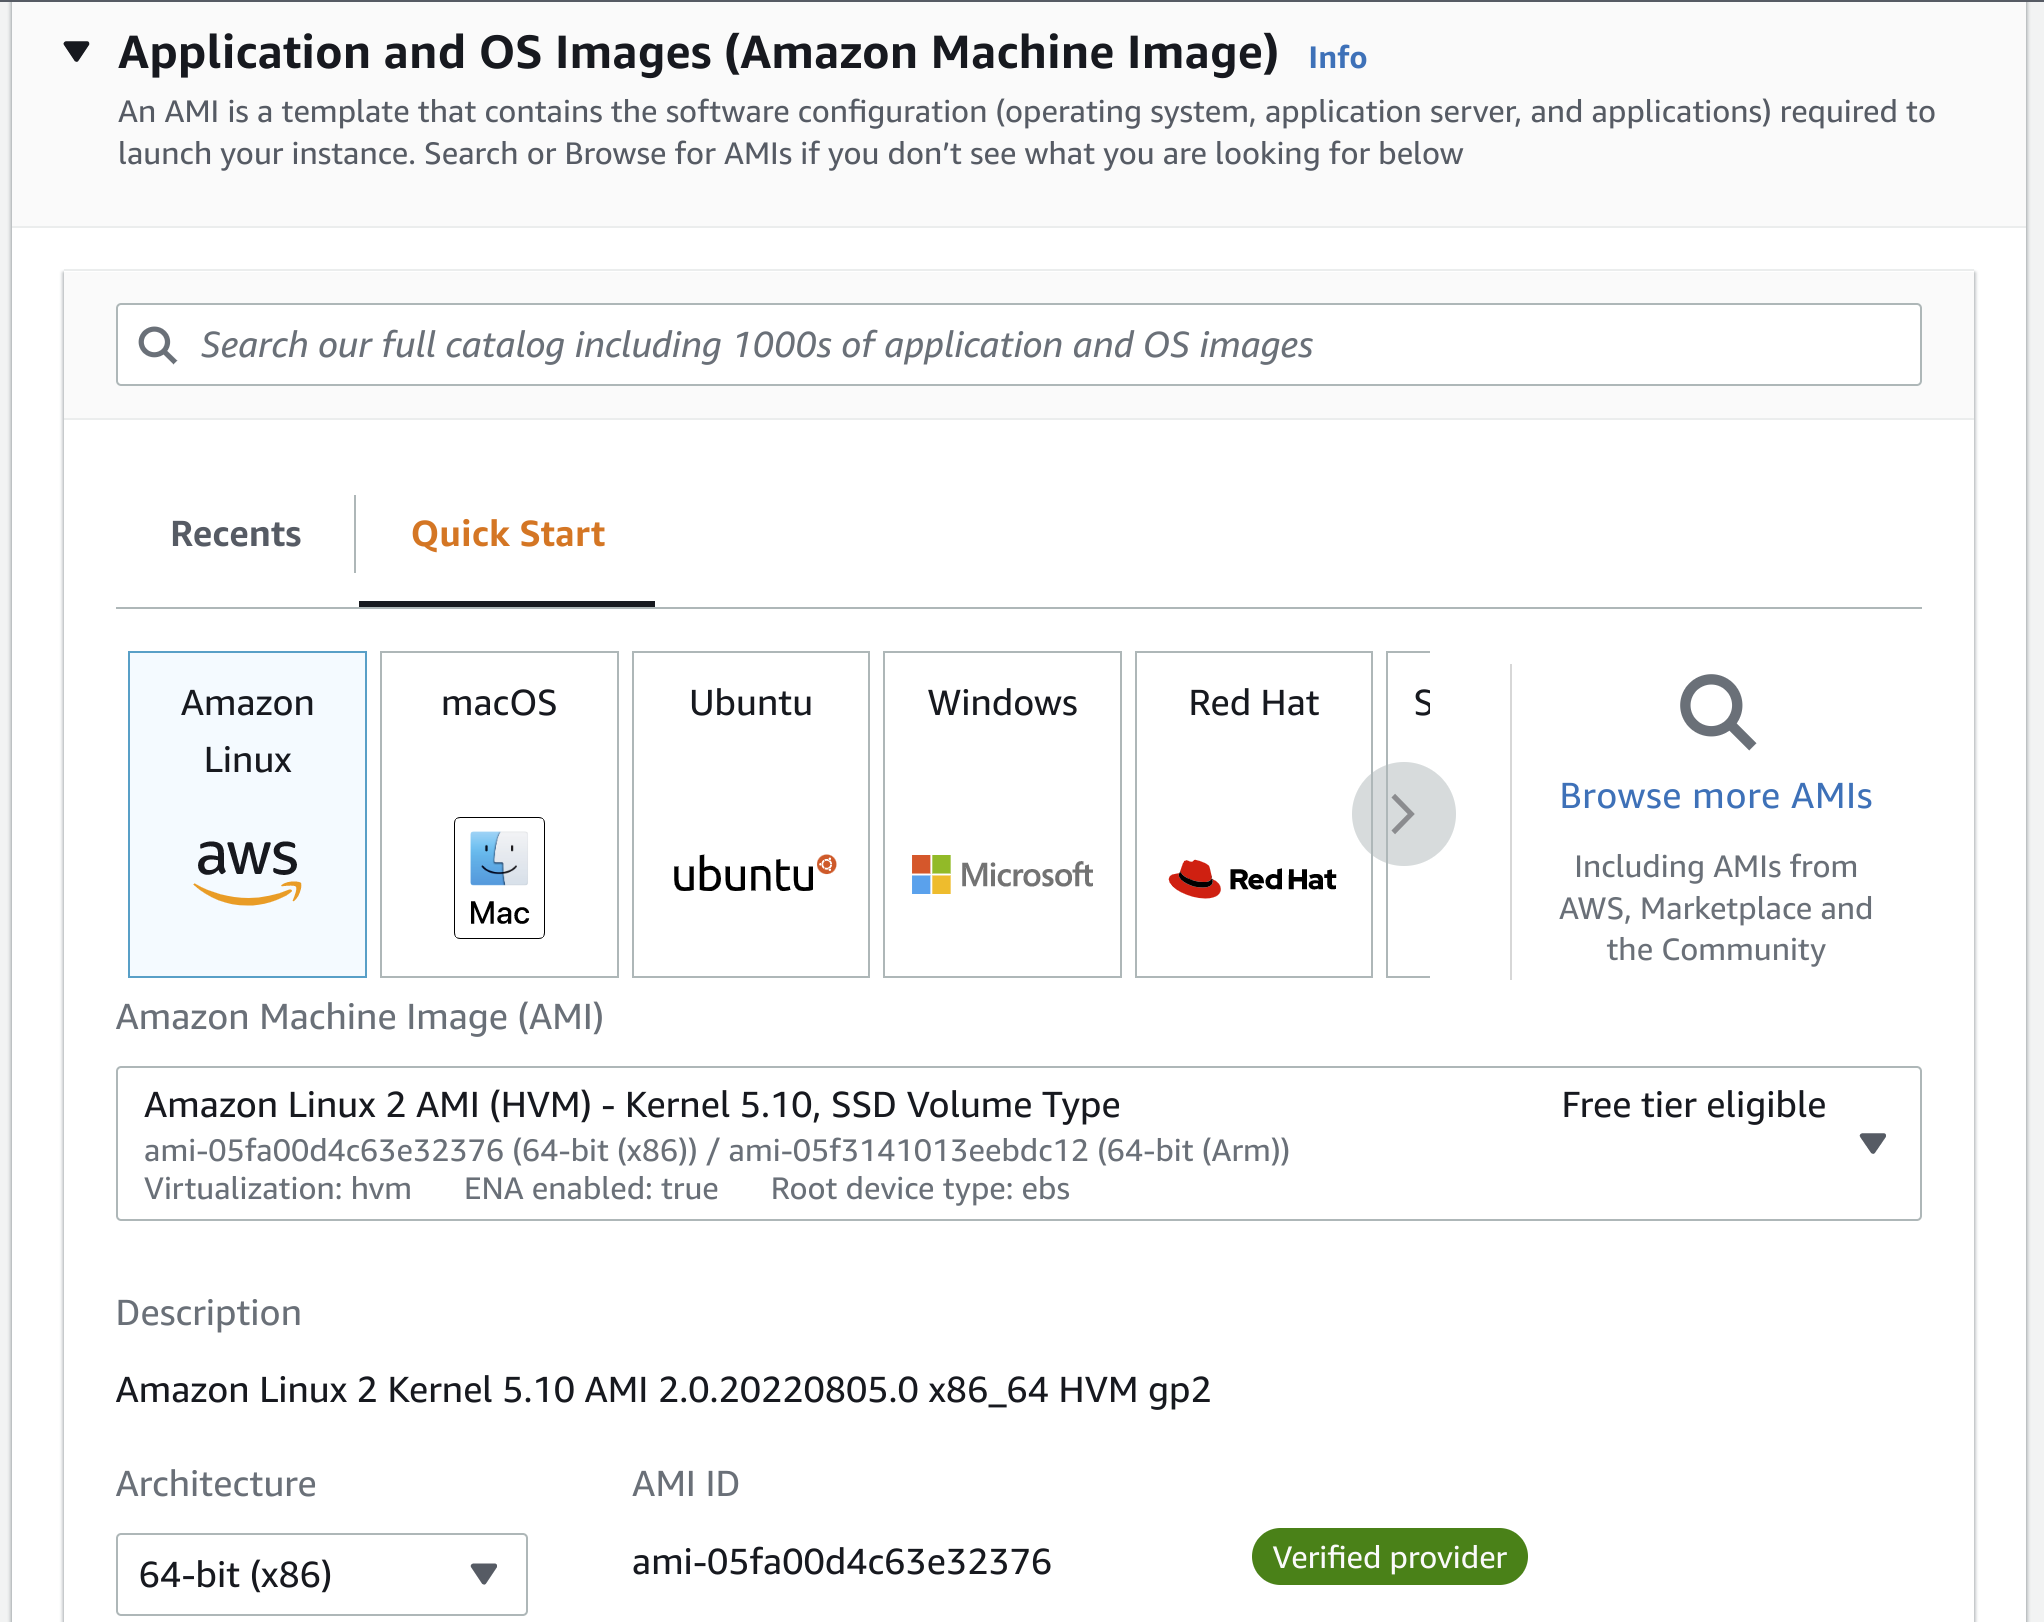 Application and OS Images (Amazon Machine Image) Info
An AMI is a template that contains the software configuration (operating system, application server, and applications) required to
launch your instance. Search or Browse for AMIs if you don’t see what you are looking for below
Search our full catalog including 1000s of application and OS images
Recents
Quick Start
Amazon
Linux
aws
macOS
Mac
Ubuntu
ubuntu
Windows
Microsoft
Red Hat
Red Hat
S
Browse more AMIs
Including AMIs from
AWS, Marketplace and
the Community
Amazon Machine Image (AMI)
Amazon Linux 2 AMI (HVM) - Kernel 5.10, SSD Volume Type
Free tier eligible
ami-05fa00d4c63e32376 (64-bit (x86)) / ami-05f3141013eebdc12 (64-bit (Arm))
Virtualization: hvm ENA enabled: true Root device type: ebs
Description
Amazon Linux 2 Kernel 5.10 AMI 2.0.20220805.0 x86_64 HVM gp2
Architecture
AMI ID
64-bit (x86)
ami-05fa00d4c63e32376
Verified provider